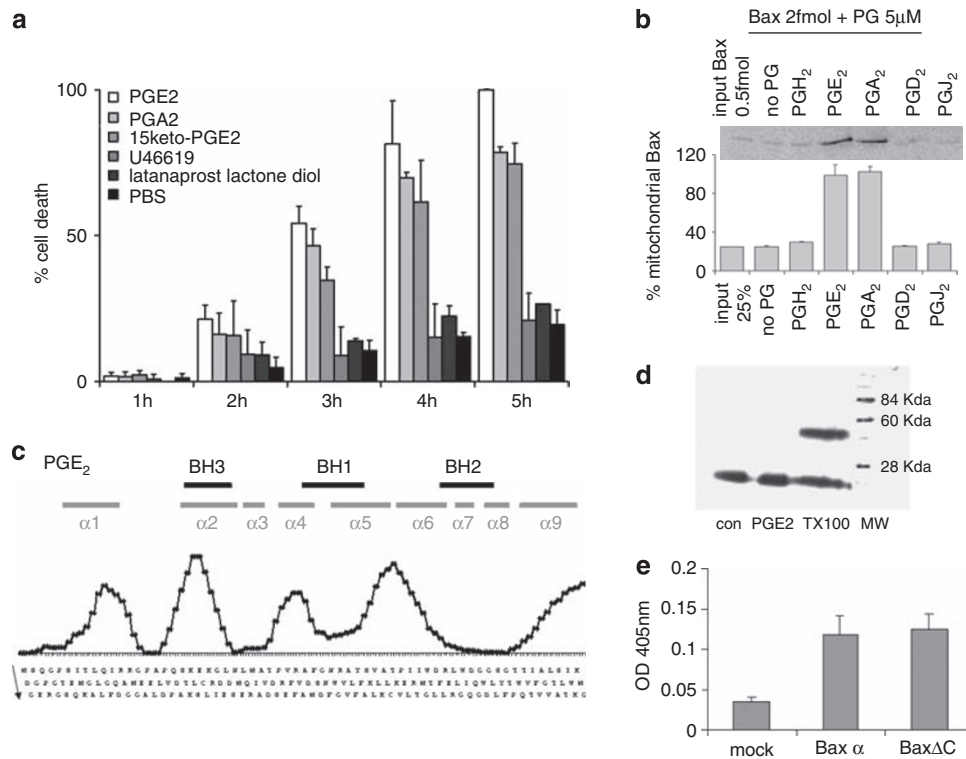 a
100
50
0
% cell death
PGE2
PGA2
15keto-PGE2
U46619
latanaprost lactone diol
PBS
1h
2h
3h
4h
5h
b
Bax 2fmol + PG 5µM
input Bax
0.5fmol
no PG
PGH2
PGE2
PGA2
PGD2
PGJ2
120
80
40
0
% mitochondrial Bax
input
25%
no PG
PGH2
PGE2
PGA2
PGD2
PGJ2
c
PGE2
BH3
BH1
BH2
α1
α2
α3
α4
α5
α6
α7
α8
α9
d
84 Kda
60 Kda
28 Kda
con
PGE2
TX100
MW
e
0.2
0.15
0.1
0.05
0
OD 405nm
mock
Bax α
BaxΔC